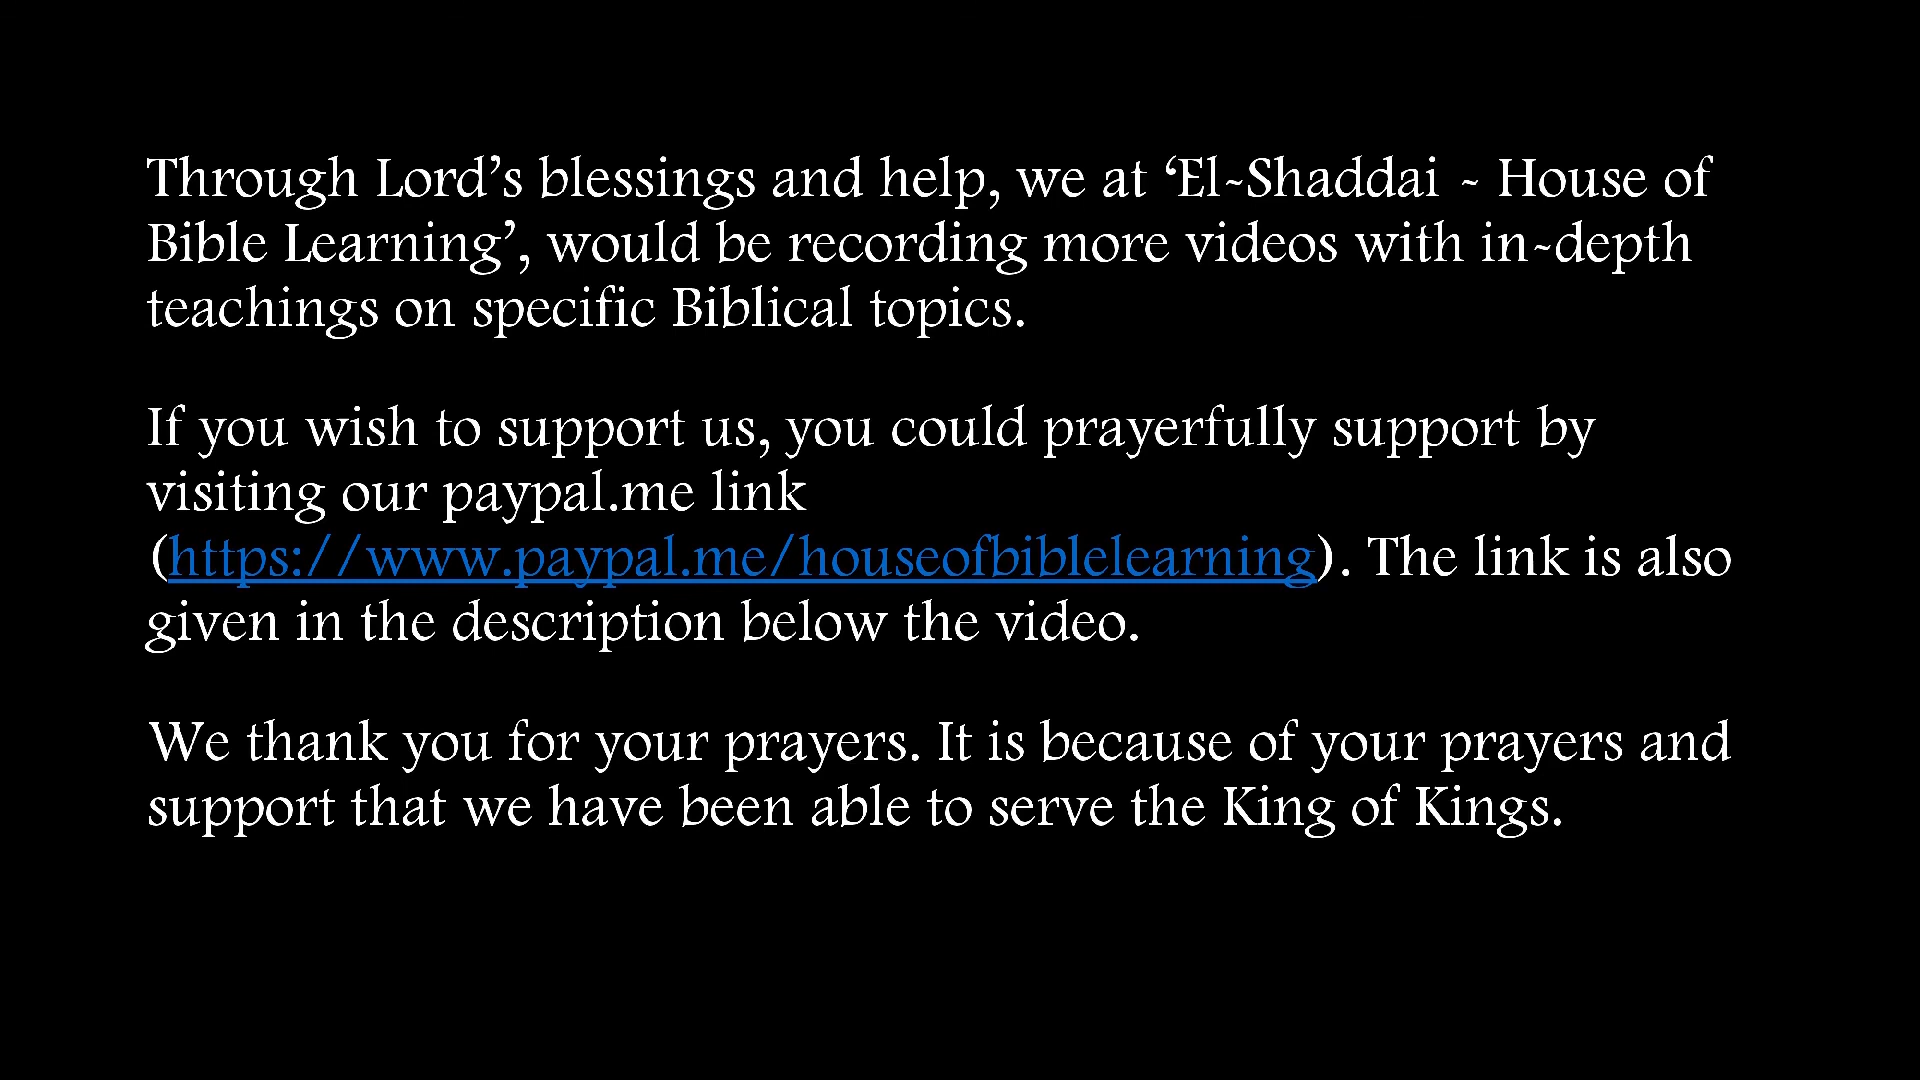 Through Lord’s blessings and help, we at ‘El-Shaddai - House of
Bible Learning’, would be recording more videos with in-depth
teachings on specific Biblical topics.
If you wish to support us, you could prayerfully support by
visiting our paypal.me link
(https://www.paypal.me/houseofbiblelearning). The link is also
given in the description below the video.
We thank you for your prayers. It is because of your prayers and
support that we have been able to serve the King of Kings.